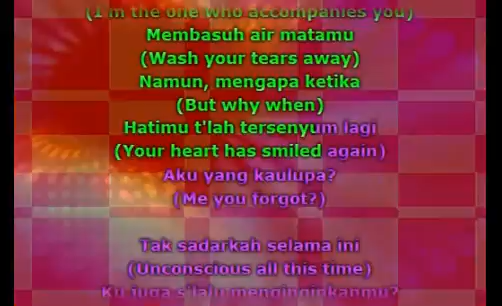 (I'm the one who accompanies you)
Membasuh air matamu
(Wash your tears away)
Namun, mengapa ketika
(But why when)
Hatimu t'lah tersenyum lagi
(Your heart has smiled again)
Aku yang kaulupa?
(Me you forgot?)
Tak sadarkah selama ini
(Unconscious all this time)
Ku juga s'lalu menginginkanmu?